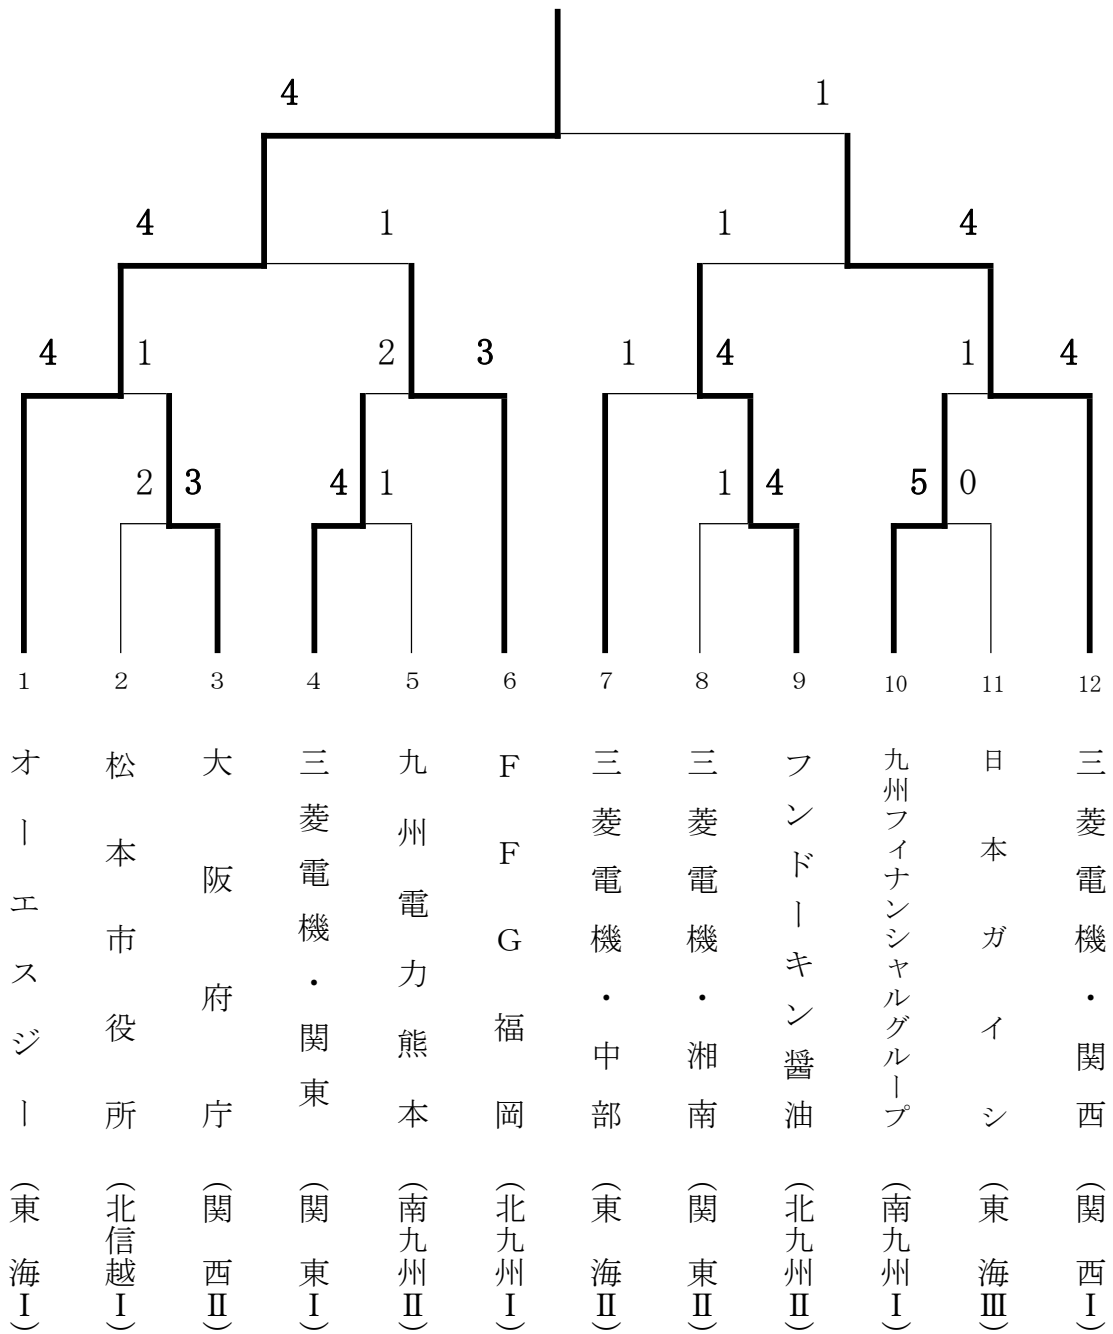 4 1
4 1 1 4
4 1 2 3 1 4 1 4
2 3 4 1 1 4 5 0
1 2 3 4 5 6 7 8 9 10 11 12
オーエスジー（東海Ⅰ）
松本市役所（北信越Ⅰ）
大阪府庁（関西Ⅱ）
三菱電機・関東（関東Ⅰ）
九州電力熊本（南九州Ⅱ）
ＦＦＧ福岡（北九州Ⅰ）
三菱電機・中部（東海Ⅱ）
三菱電機・湘南（関東Ⅱ）
フンドーキン醤油（北九州Ⅱ）
九州フィナンシャルグループ（南九州Ⅰ）
日本ガイシ（東海Ⅲ）
三菱電機・関西（関西Ⅰ）